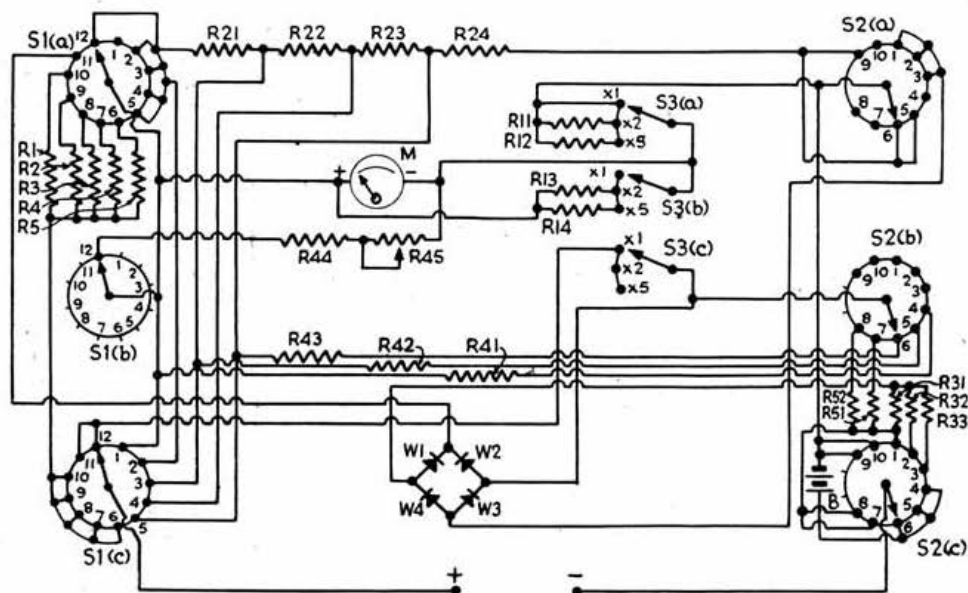 S1(a)
12
11
10
9
8
7
6
5
4
3
2
1
R21
R22
R23
R24
S2(a)
10
1
2
3
4
5
6
7
8
9
R1
R2
R3
R4
R5
M
+
-
R11
R12
x1
x2
x5
S3(a)
R13
R14
x1
x2
x5
S3(b)
R44
R45
x1
x2
x5
S3(c)
12
11
10
9
8
7
6
5
4
3
2
1
S1(b)
S2(b)
10
1
2
3
4
5
6
7
8
9
R43
R42
R41
R31
R32
R33
R52
R51
W1
W2
W4
W3
12
11
10
9
8
7
6
5
4
3
2
1
S1(c)
B
10
1
2
3
4
5
6
7
8
9
S2(c)
+
-